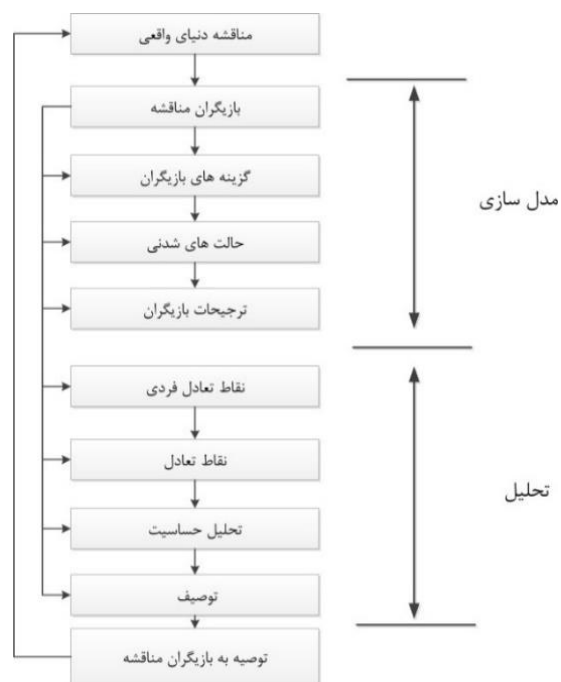 مناقشه دنیای واقعی
بازیگران مناقشه
گزینه های بازیگران
حالت های شدنی
ترجیحات بازیگران
مدل سازی
نقاط تعادل فردی
نقاط تعادل
تحلیل حساسیت
توصیف
تحلیل
توصیه به بازیگران مناقشه